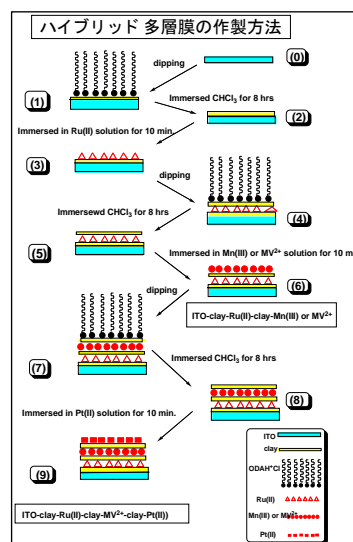 ハイブリッド 多層膜の作製方法
dipping
(0)
(1)
Immersed CHCl3 for 8 hrs
(2)
Immersed in Ru(II) solution for 10 min.
(3)
dipping
(4)
Immersewd CHCl3 for 8 hrs
(5)
Immersed in Mn(III) or MV2+ solution for 10 m
(6)
dipping
ITO-clay-Ru(II)-clay-Mn(III) or MV2+
(7)
Immersed CHCl3 for 8 hrs
(8)
Immersed in Pt(II) solution for 10 min.
(9)
ITO-clay-Ru(II)-clay-MV2+-clay-Pt(II))
ITO
clay
ODAH+Cl
Ru(II)
Mn(III) or MV2+
Pt(II)